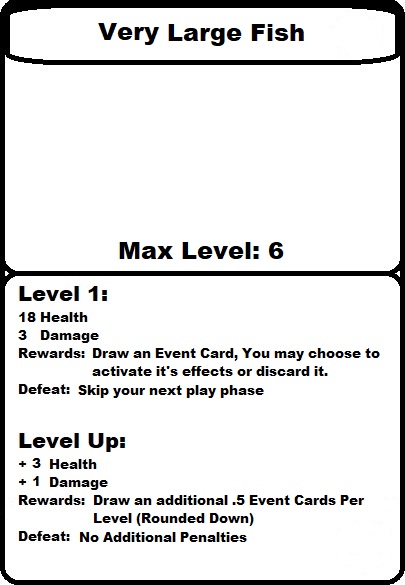 Very Large Fish
Max Level: 6
Level 1:
18 Health
3 Damage
Rewards: Draw an Event Card, You may choose to
activate it's effects or discard it.
Defeat: Skip your next play phase
Level Up:
+ 3 Health
+ 1 Damage
Rewards: Draw an additional .5 Event Cards Per
Level (Rounded Down)
Defeat: No Additional Penalties